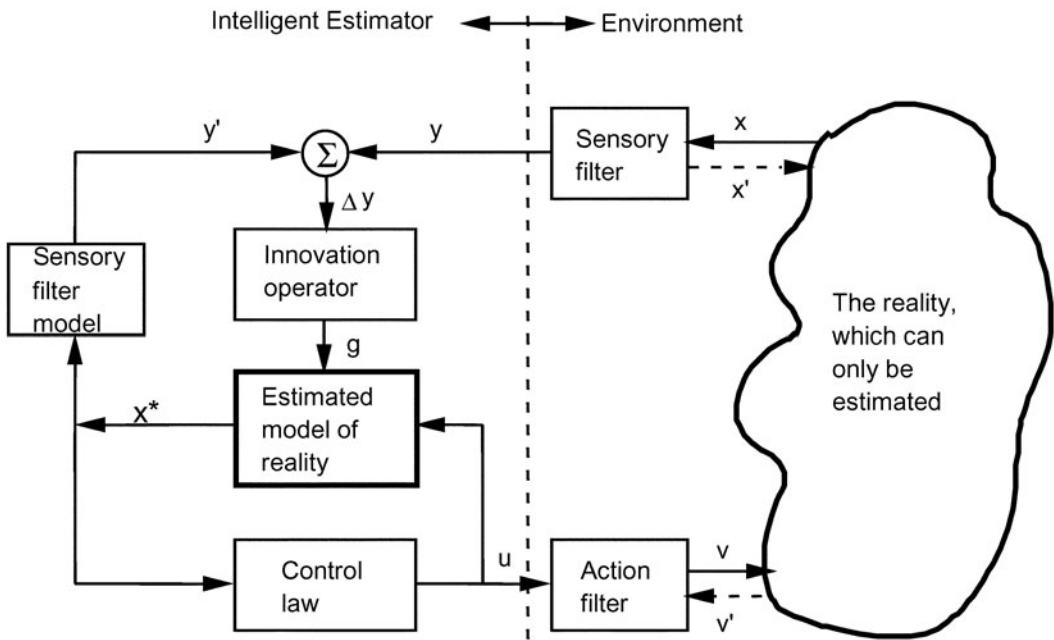 Intelligent Estimator
Environment
y'
Σ
y
Sensory
filter
x
x'
Δy
Sensory
filter
model
Innovation
operator
g
The reality,
which can
only be
estimated
x*
Estimated
model of
reality
Control
law
u
Action
filter
v
v'